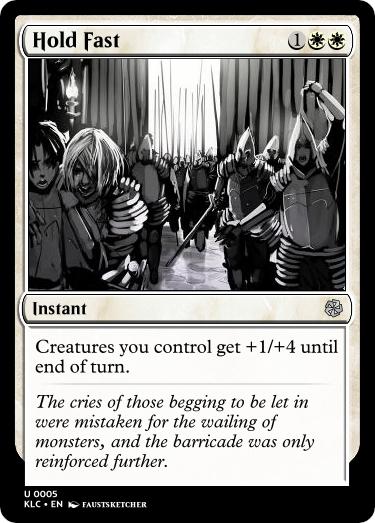 Hold Fast 1
Instant
Creatures you control get +1/+4 until
end of turn.
The cries of those begging to be let in
were mistaken for the wailing of
monsters, and the barricade was only
reinforced further.
U 0005
KLC • EN FAUSTSKETCHER